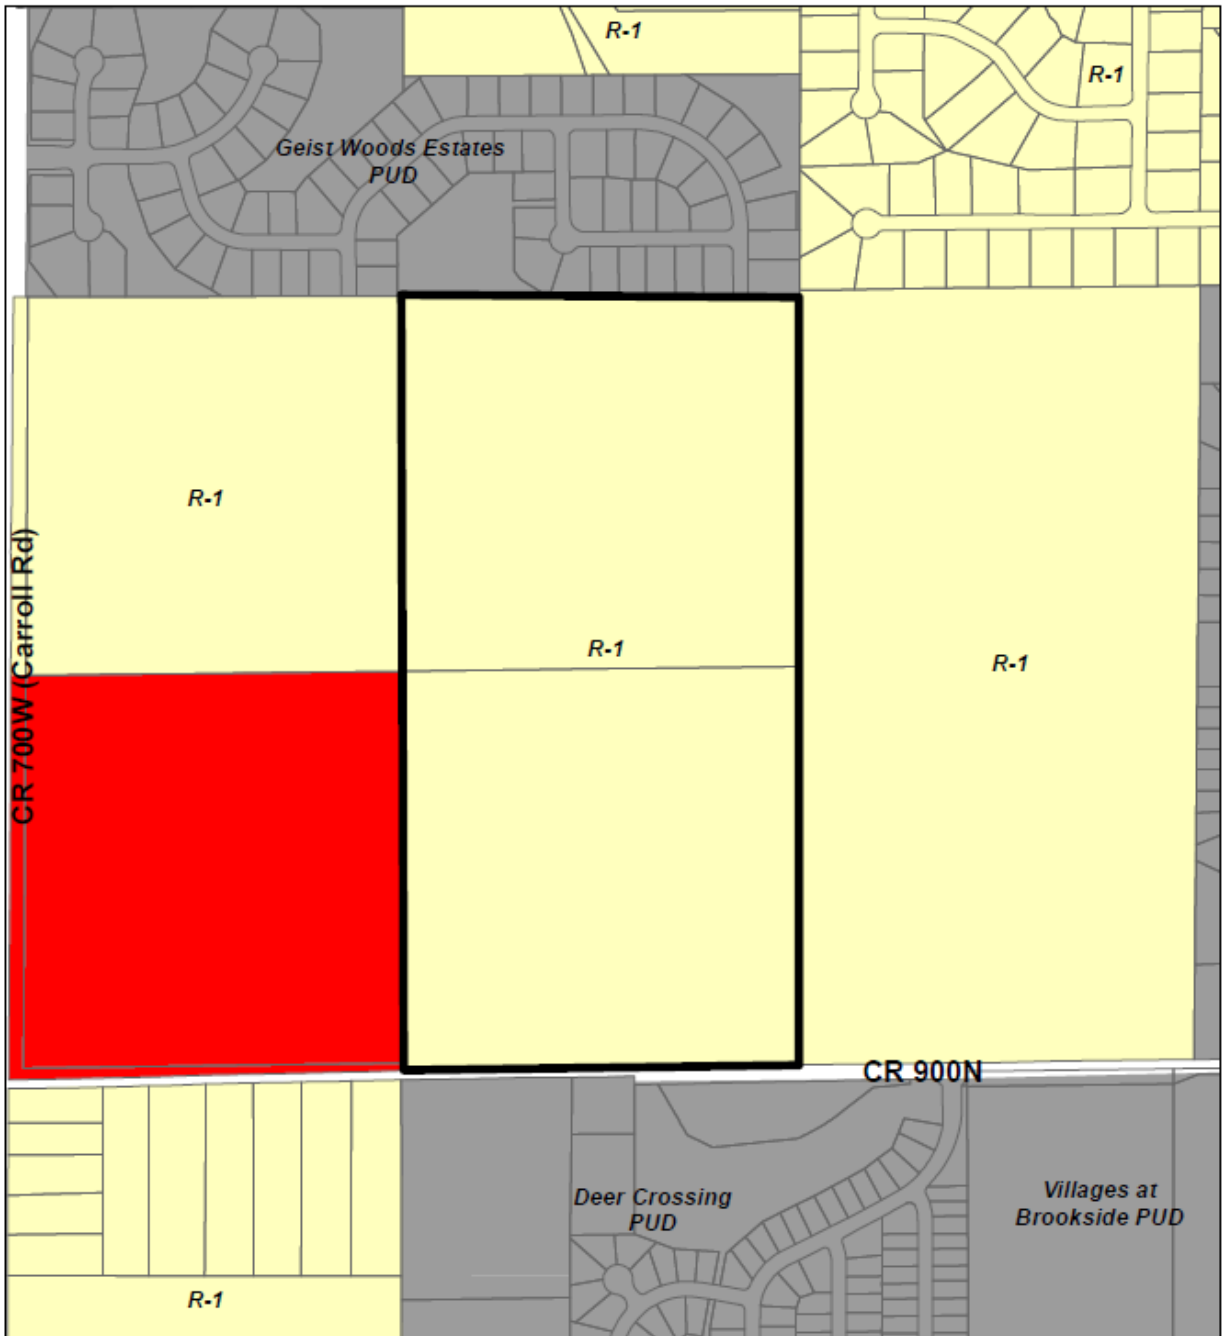 R-1
R-1
Geist Woods Estates
PUD
R-1
CR 700W (Carroll Rd)
R-1
R-1
CR 900N
Deer Crossing
PUD
Villages at
Brookside PUD
R-1